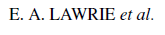 E. A. LAWRIE et al.